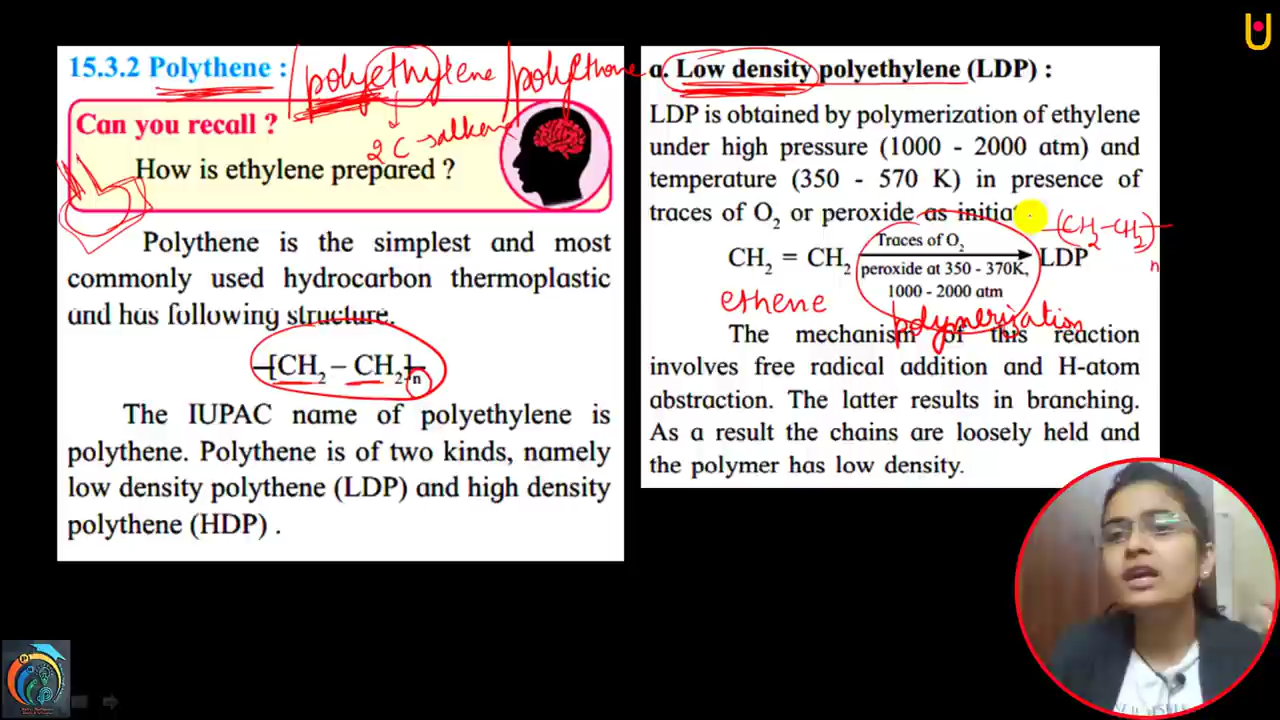 15.3.2 Polythene :
polyethylene / polythene
2 C → alkene
Can you recall ?
How is ethylene prepared ?
Polythene is the simplest and most
commonly used hydrocarbon thermoplastic
and has following structure.
-[CH2 – CH2]-n
The IUPAC name of polyethylene is
polythene. Polythene is of two kinds, namely
low density polythene (LDP) and high density
polythene (HDP) .
a. Low density polyethylene (LDP) :
LDP is obtained by polymerization of ethylene
under high pressure (1000 - 2000 atm) and
temperature (350 - 570 K) in presence of
traces of O2 or peroxide as
(CH2-CH2)n
Traces of O2
CH2 = CH2 LDP
peroxide at 350 - 370K,
1000 - 2000 atm
ethene
polymerization
The mechanism of this reaction
involves free radical addition and H-atom
abstraction. The latter results in branching.
As a result the chains are loosely held and
the polymer has low density.